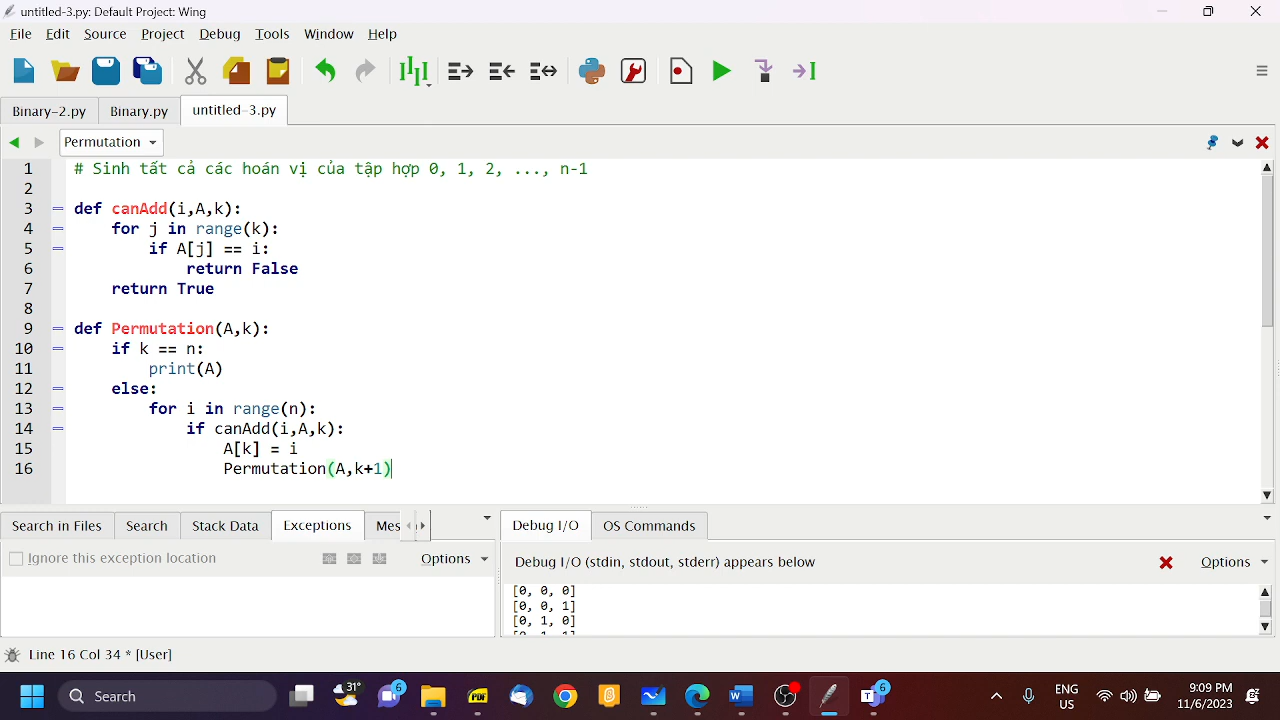 untitled-3.py: Default Project: Wing
File Edit Source Project Debug Tools Window Help
Binary-2.py Binary.py untitled-3.py
Permutation
1 # Sinh tất cả các hoán vị của tập hợp 0, 1, 2, ..., n-1
2
3 def canAdd(i,A,k):
4 for j in range(k):
5 if A[j] == i:
6 return False
7 return True
8
9 def Permutation(A,k):
10 if k == n:
11 print(A)
12 else:
13 for i in range(n):
14 if canAdd(i,A,k):
15 A[k] = i
16 Permutation(A,k+1)
Search in Files Search Stack Data Exceptions Mes
Debug I/O OS Commands
Ignore this exception location Options
Debug I/O (stdin, stdout, stderr) appears below Options
[0, 0, 0]
[0, 0, 1]
[0, 1, 0]
Line 16 Col 34 * [User]
Search 31° 6 PDF 6 ENG US 9:09 PM 11/6/2023